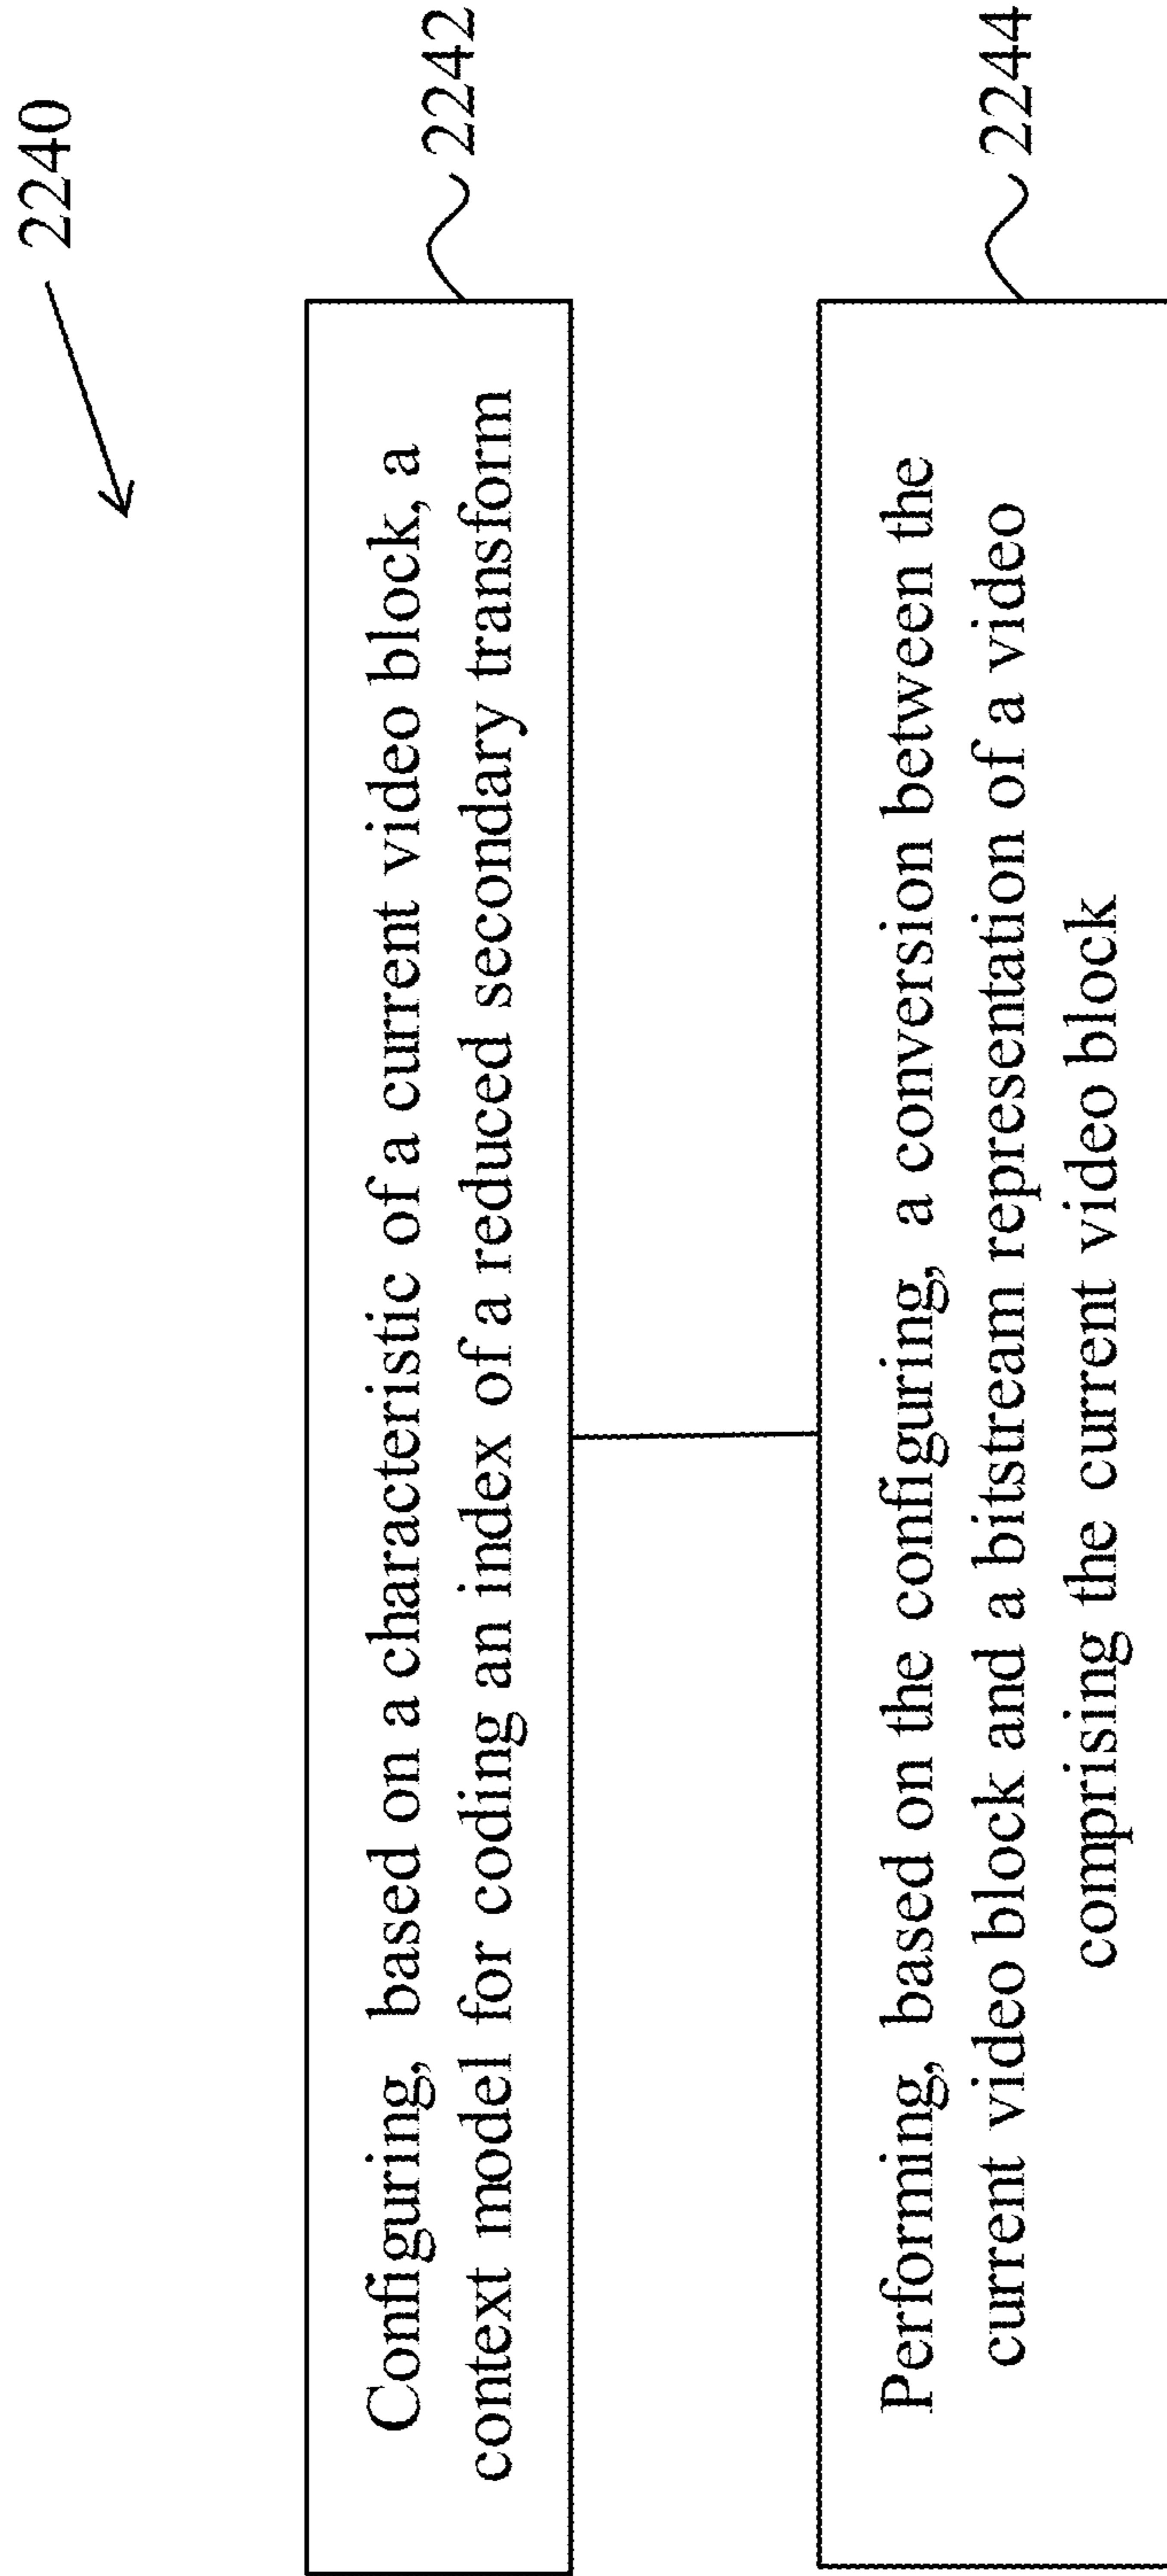 2240
Configuring, based on a characteristic of a current video block, a
context model for coding an index of a reduced secondary transform
2242
Performing, based on the configuring, a conversion between the
current video block and a bitstream representation of a video
comprising the current video block
2244